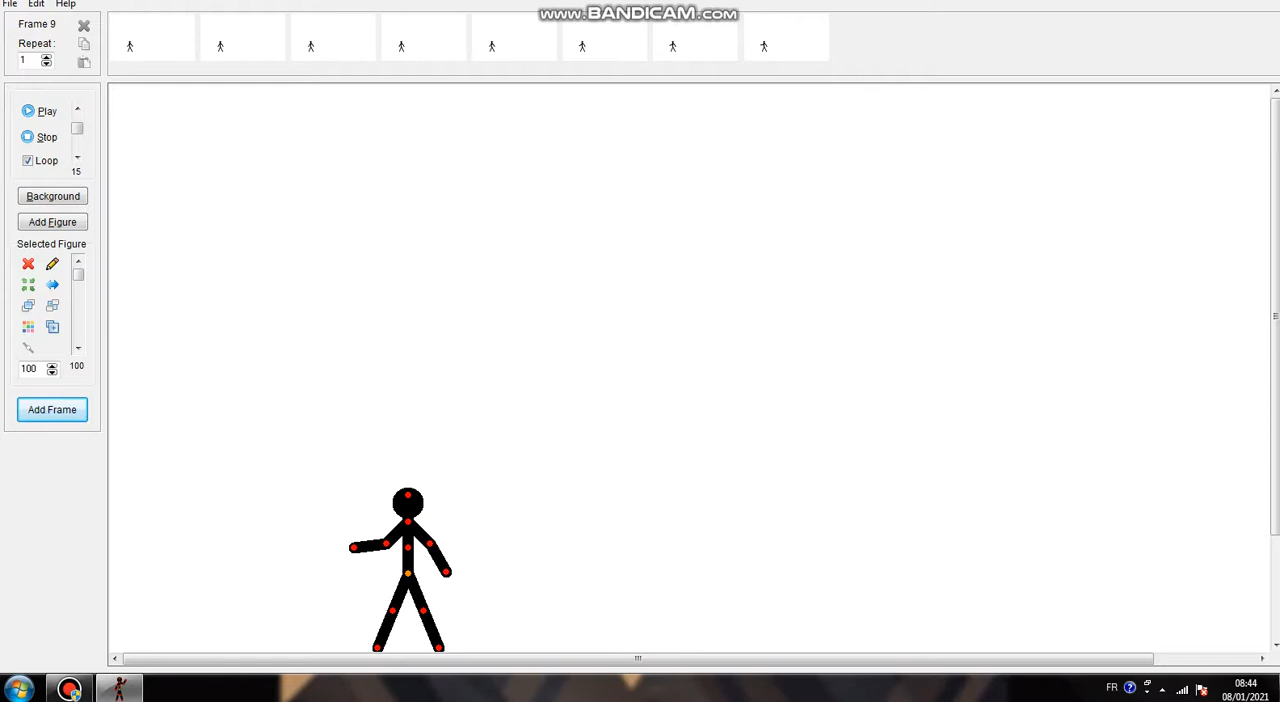 www.BANDICAM.com
File Edit Help
Frame 9
Repeat:
1
Play
Stop
Loop
15
Background
Add Figure
Selected Figure
100
100
Add Frame
FR
08:44
08/01/2021